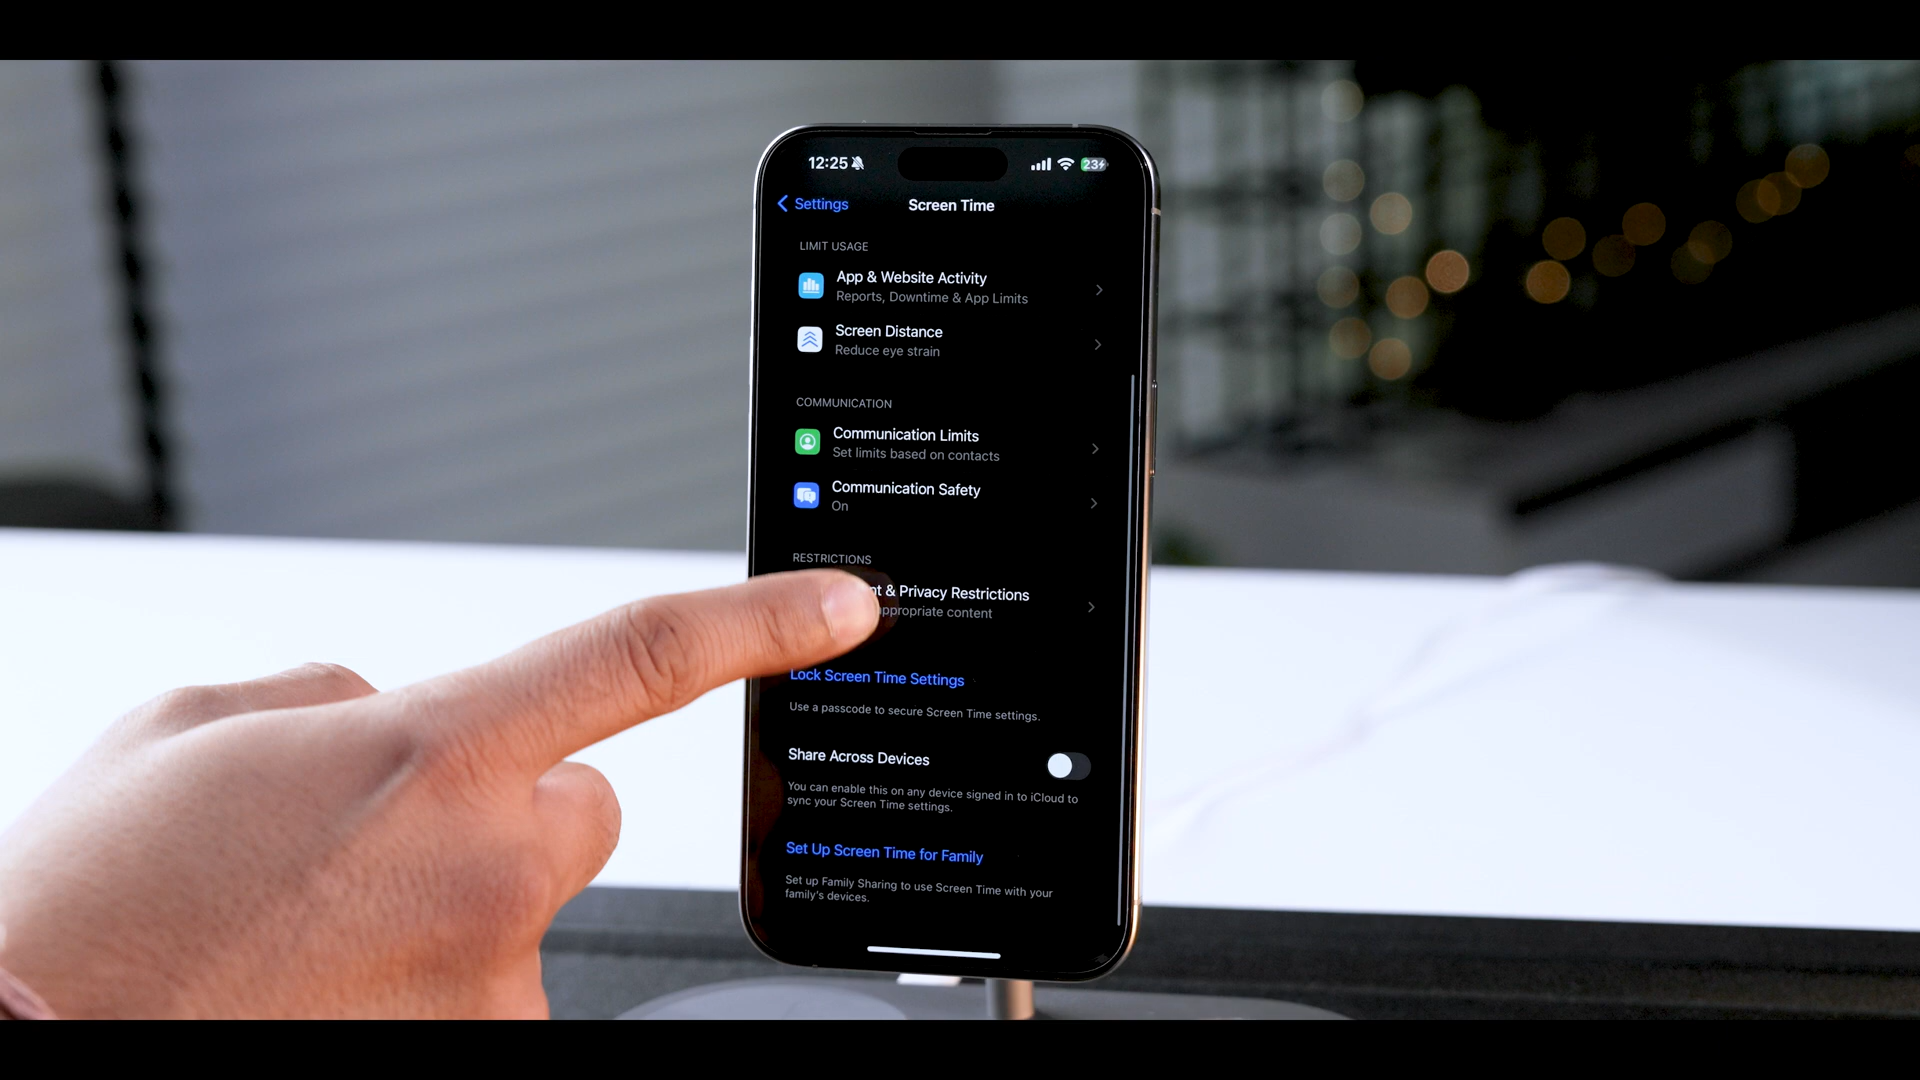 12:25
23
Settings
Screen Time
LIMIT USAGE
App & Website Activity
Reports, Downtime & App Limits
Screen Distance
Reduce eye strain
COMMUNICATION
Communication Limits
Set limits based on contacts
Communication Safety
On
RESTRICTIONS
& Privacy Restrictions
content
Lock Screen Time Settings
Use a passcode to secure Screen Time settings.
Share Across Devices
You can enable this on any device signed in to iCloud to
sync your Screen Time settings.
Set Up Screen Time for Family
Set up Family Sharing to use Screen Time with your
family's devices.